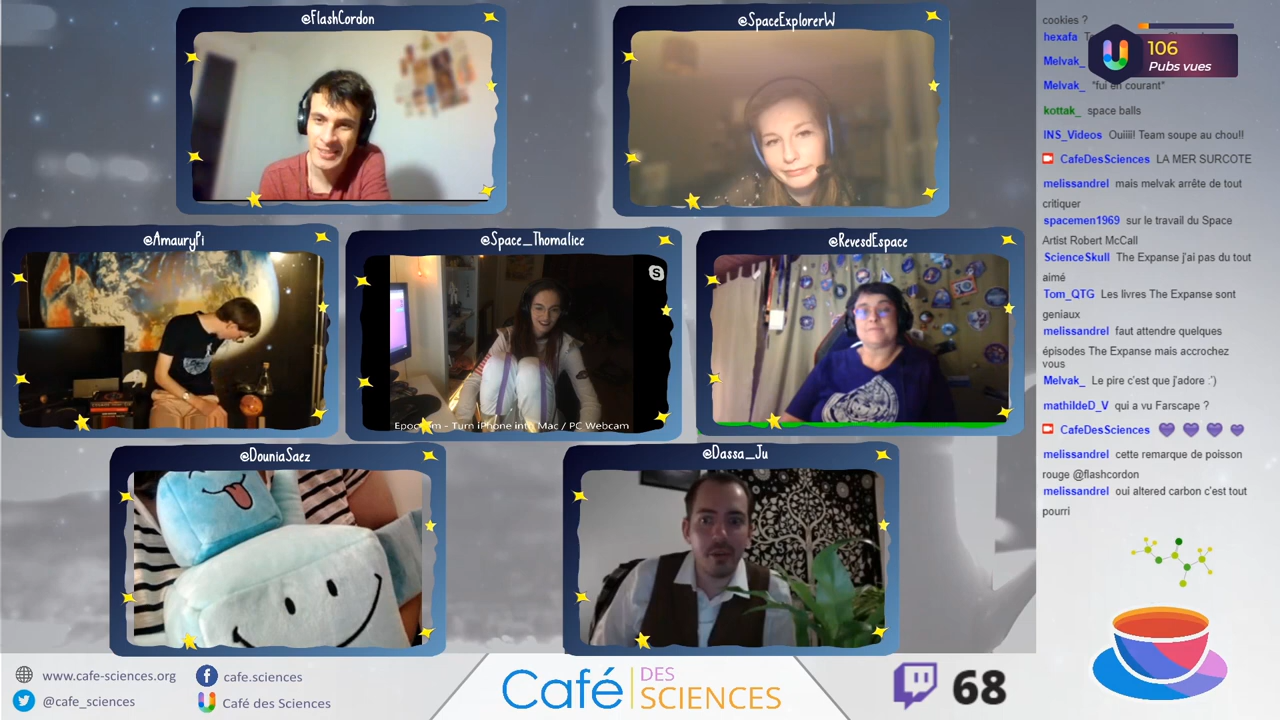 @FlashCordon
@SpaceExplorerW
@AmauryPi
@Space_Thomalice
@RevesdEspace
Epoccam - Turn iPhone into Mac / PC Webcam
@DouniaSaez
@Dassa_Ju
cookies ?
hexafa
106
Pubs vues
Melvak_
Melvak_ *fui en courant*
kottak_ space balls
INS_Videos Ouiiii! Team soupe au chou!!
CafeDesSciences LA MER SURCOTE
melissandrel mais melvak arrête de tout
critiquer
spacemen1969 sur le travail du Space
Artist Robert McCall
ScienceSkull The Expanse j'ai pas du tout
aimé
Tom_QTG Les livres The Expanse sont
geniaux
melissandrel faut attendre quelques
épisodes The Expanse mais accrochez
vous
Melvak_ Le pire c'est que j'adore :')
mathildeD_V qui a vu Farscape ?
CafeDesSciences
melissandrel cette remarque de poisson
rouge @flashcordon
melissandrel oui altered carbon c'est tout
pourri
www.cafe-sciences.org
cafe.sciences
@cafe_sciences
Café des Sciences
Café DES SCIENCES
68